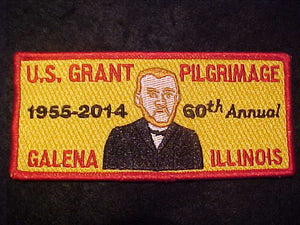 U.S. GRANT PILGRIMAGE
1955-2014 60th Annual
GALENA ILLINOIS